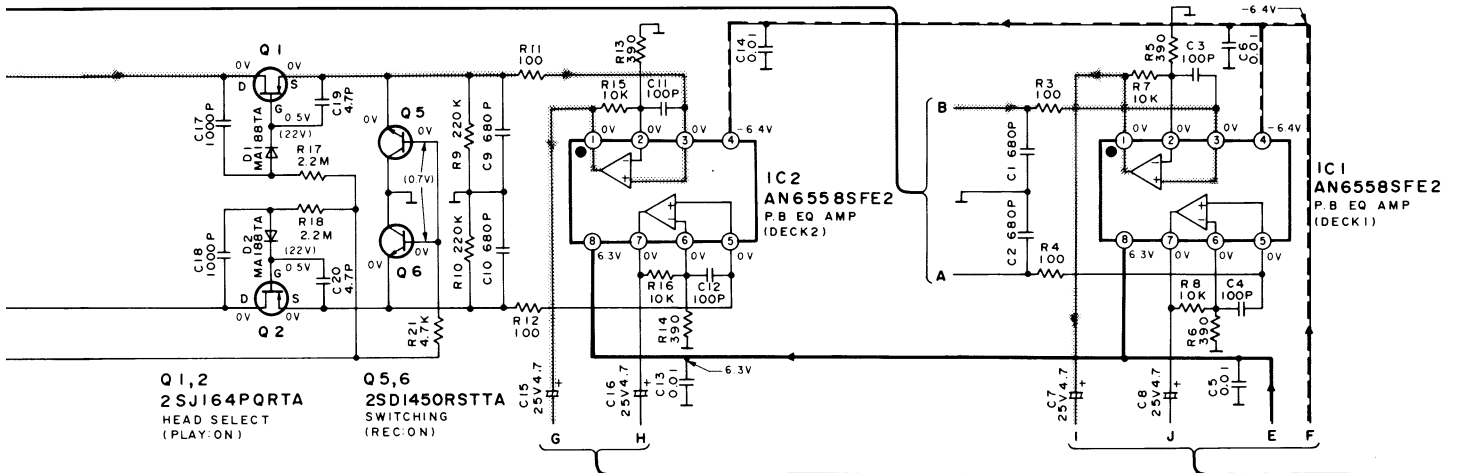 -6.4V
Q1
0V
0V
D
S
G
0.5V
(22V)
C17
1000P
C19
4.7P
D1
MA188TA
R17
2.2M
R18
2.2M
(22V)
0.5V
C18
1000P
D2
MA188TA
G
C20
4.7P
D
S
0V
0V
Q2
0V
Q5
0V
(0.7V)
0V
0V
Q6
R9 220K
C9 680P
R10 220K
C10 680P
R21
4.7K
R11
100
R12
100
R13
390
R15
10K
C11
100P
C14
0.01
0V
0V
0V
-6.4V
1
2
3
4
8
7
6
5
6.3V
0V
0V
0V
IC2
AN6558SFE2
P.B EQ AMP
(DECK2)
R16
10K
C12
100P
R14
390
6.3V
C15
25V4.7
C16
25V4.7
C13
0.01
G
H
Q1,2
2SJ164PQRTA
HEAD SELECT
(PLAY:ON)
Q5,6
2SD1450RSTTA
SWITCHING
(REC:ON)
B
A
R3
100
C1 680P
C2 680P
R4
100
R5
390
C3
100P
R7
10K
C6
0.01
0V
0V
0V
-6.4V
1
2
3
4
8
7
6
5
6.3V
0V
0V
0V
IC1
AN6558SFE2
P.B EQ AMP
(DECK1)
R8
10K
C4
100P
R6
390
C7
25V4.7
C8
25V4.7
C5
0.01
I
J
E
F